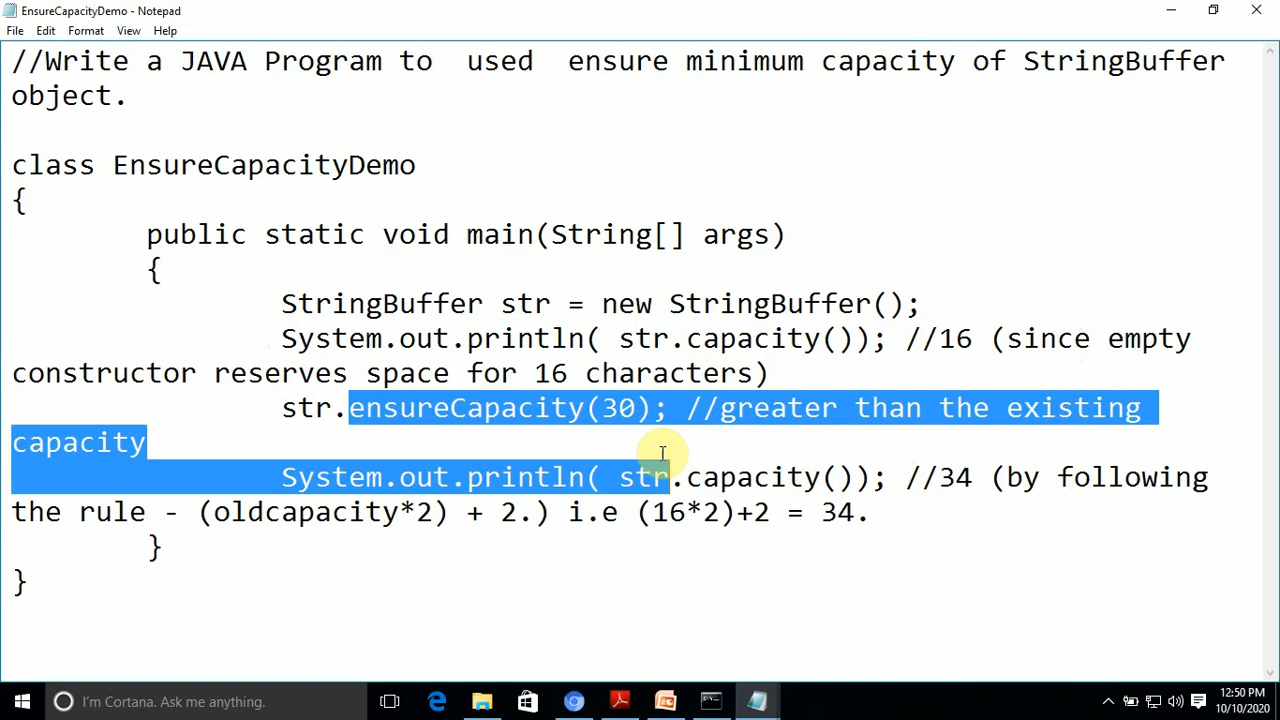 EnsureCapacityDemo - Notepad
File Edit Format View Help
//Write a JAVA Program to  used  ensure minimum capacity of StringBuffer
object.
class EnsureCapacityDemo
{
public static void main(String[] args)
{
StringBuffer str = new StringBuffer();
System.out.println( str.capacity()); //16 (since empty
constructor reserves space for 16 characters)
str.ensureCapacity(30); //greater than the existing
capacity
System.out.println( str.capacity()); //34 (by following
the rule - (oldcapacity*2) + 2.) i.e (16*2)+2 = 34.
}
}
I'm Cortana. Ask me anything.
12:50 PM
10/10/2020